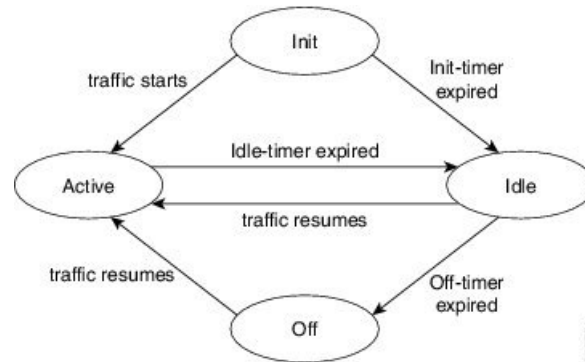 Init
traffic starts
Init-timer
expired
Idle-timer expired
Active
Idle
traffic resumes
traffic resumes
Off-timer
expired
Off